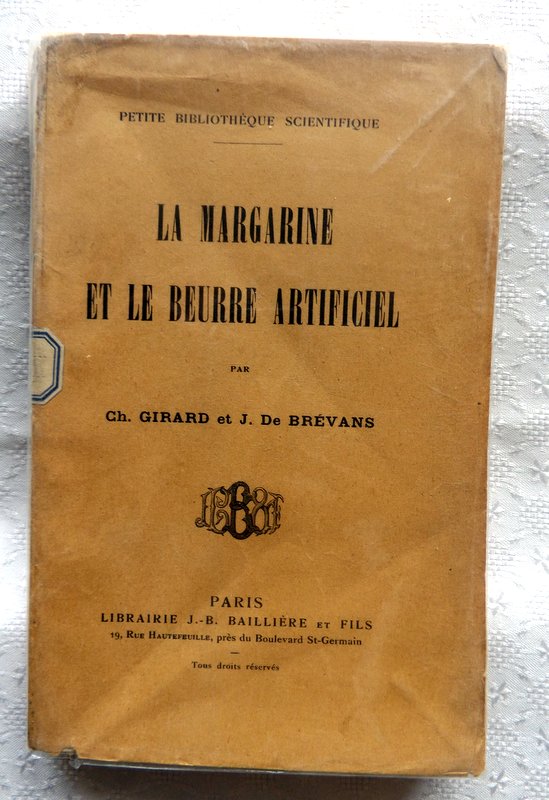 PETITE BIBLIOTHÈQUE SCIENTIFIQUE
LA MARGARINE
ET LE BEURRE ARTIFICIEL
PAR
Ch. GIRARD et J. De BRÉVANS
PARIS
LIBRAIRIE J.-B. BAILLIÈRE ET FILS
19, RUE HAUTEFEUILLE, près du Boulevard St-Germain
Tous droits réservés